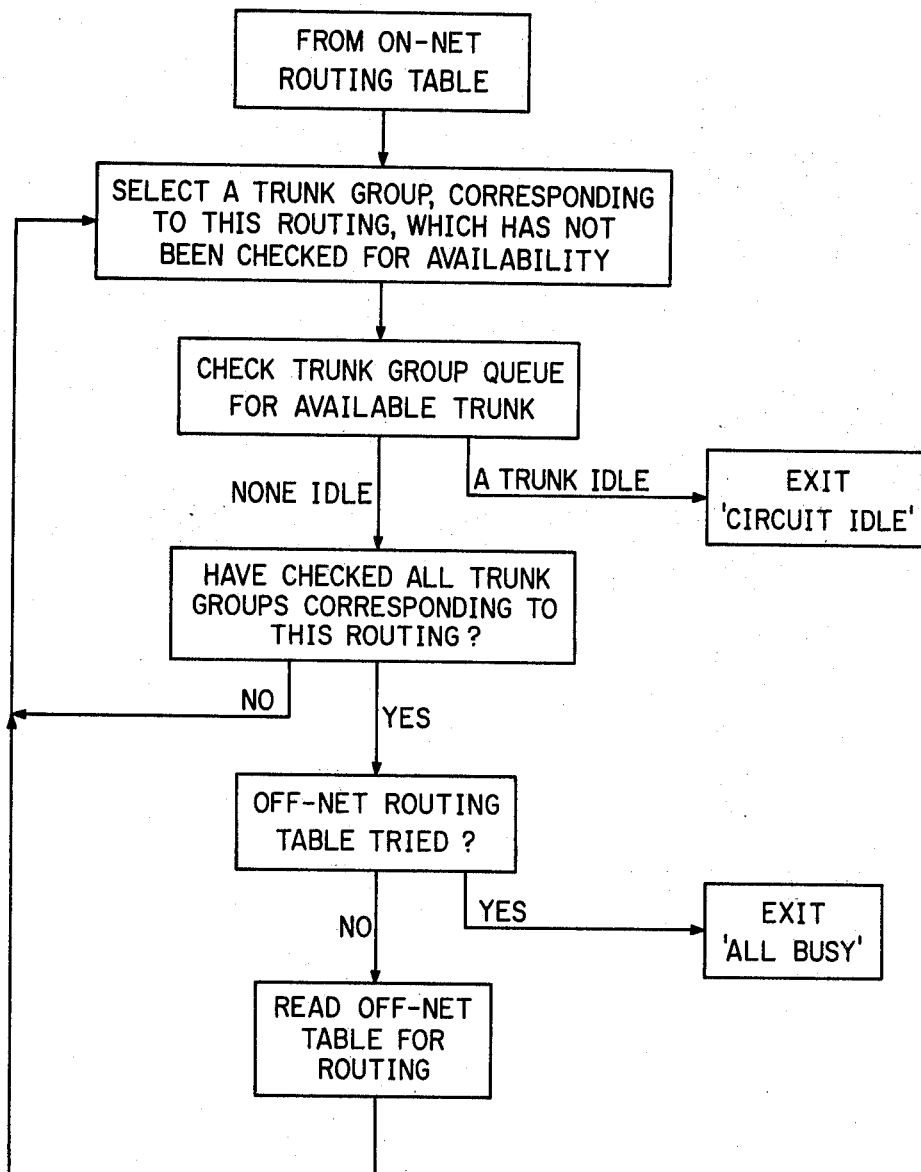 FROM ON-NET
ROUTING TABLE
SELECT A TRUNK GROUP, CORRESPONDING
TO THIS ROUTING, WHICH HAS NOT
BEEN CHECKED FOR AVAILABILITY
CHECK TRUNK GROUP QUEUE
FOR AVAILABLE TRUNK
NONE IDLE
A TRUNK IDLE
EXIT
'CIRCUIT IDLE'
HAVE CHECKED ALL TRUNK
GROUPS CORRESPONDING TO
THIS ROUTING ?
NO
YES
OFF-NET ROUTING
TABLE TRIED ?
NO
YES
EXIT
'ALL BUSY'
READ OFF-NET
TABLE FOR
ROUTING